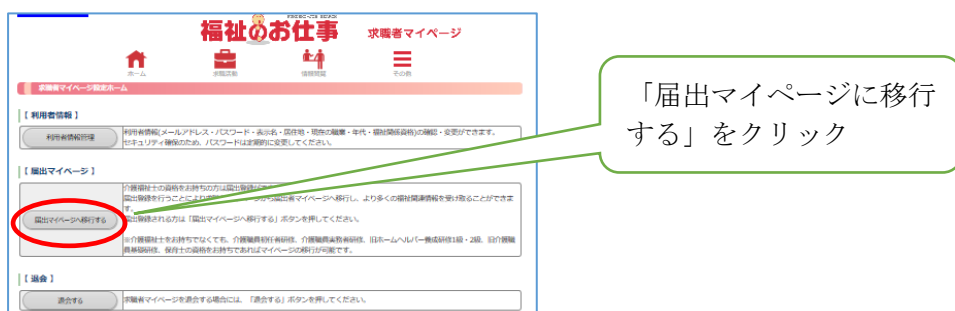 福祉のお仕事 求職者マイページ
ホーム 求職活動 情報閲覧 その他
求職者マイページ設定ホーム
【 利用者情報 】
利用者情報管理
利用者情報(メールアドレス・パスワード・表示名・居住地・現在の職業・年代・福祉関係資格)の確認・変更ができます。
セキュリティ確保のため、パスワードは定期的に変更してください。
【 届出マイページ 】
介護福祉士の資格をお持ちの方は届出登録が
届出登録を行うことにより求職 ページから届出者マイページへ移行し、より多くの福祉関連情報を受け取ることができま
す。
届出マイページへ移行する
届出登録される方は「届出マイページへ移行する」ボタンを押してください。
※介護福祉士をお持ちでなくても、介護職員初任者研修、介護職員実務者研修、旧ホームヘルパー養成研修1級・2級、旧介護職
員基礎研修、保育士の資格をお持ちであればマイページの移行が可能です。
【 退会 】
退会する
求職者マイページを退会する場合には、「退会する」ボタンを押してください。
「届出マイページに移行
する」をクリック